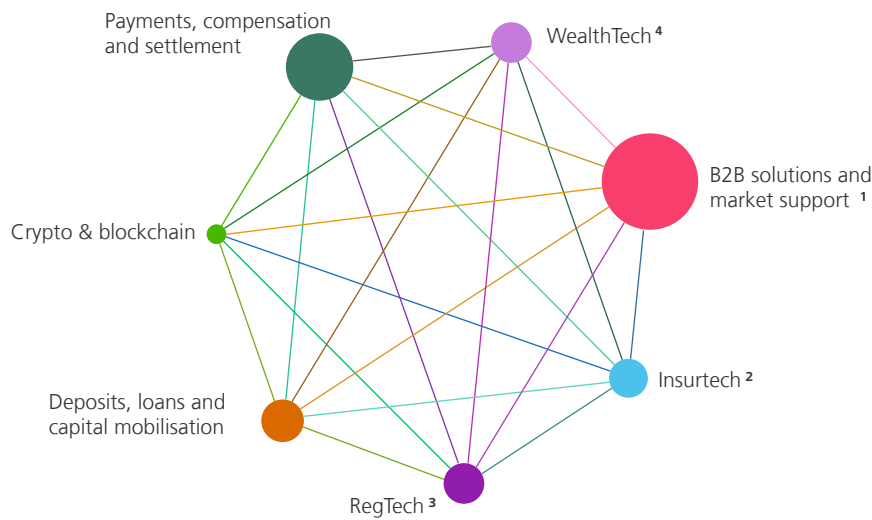 Payments, compensation
and settlement
WealthTech 4
B2B solutions and
market support 1
Crypto & blockchain
Insurtech 2
Deposits, loans and
capital mobilisation
RegTech 3